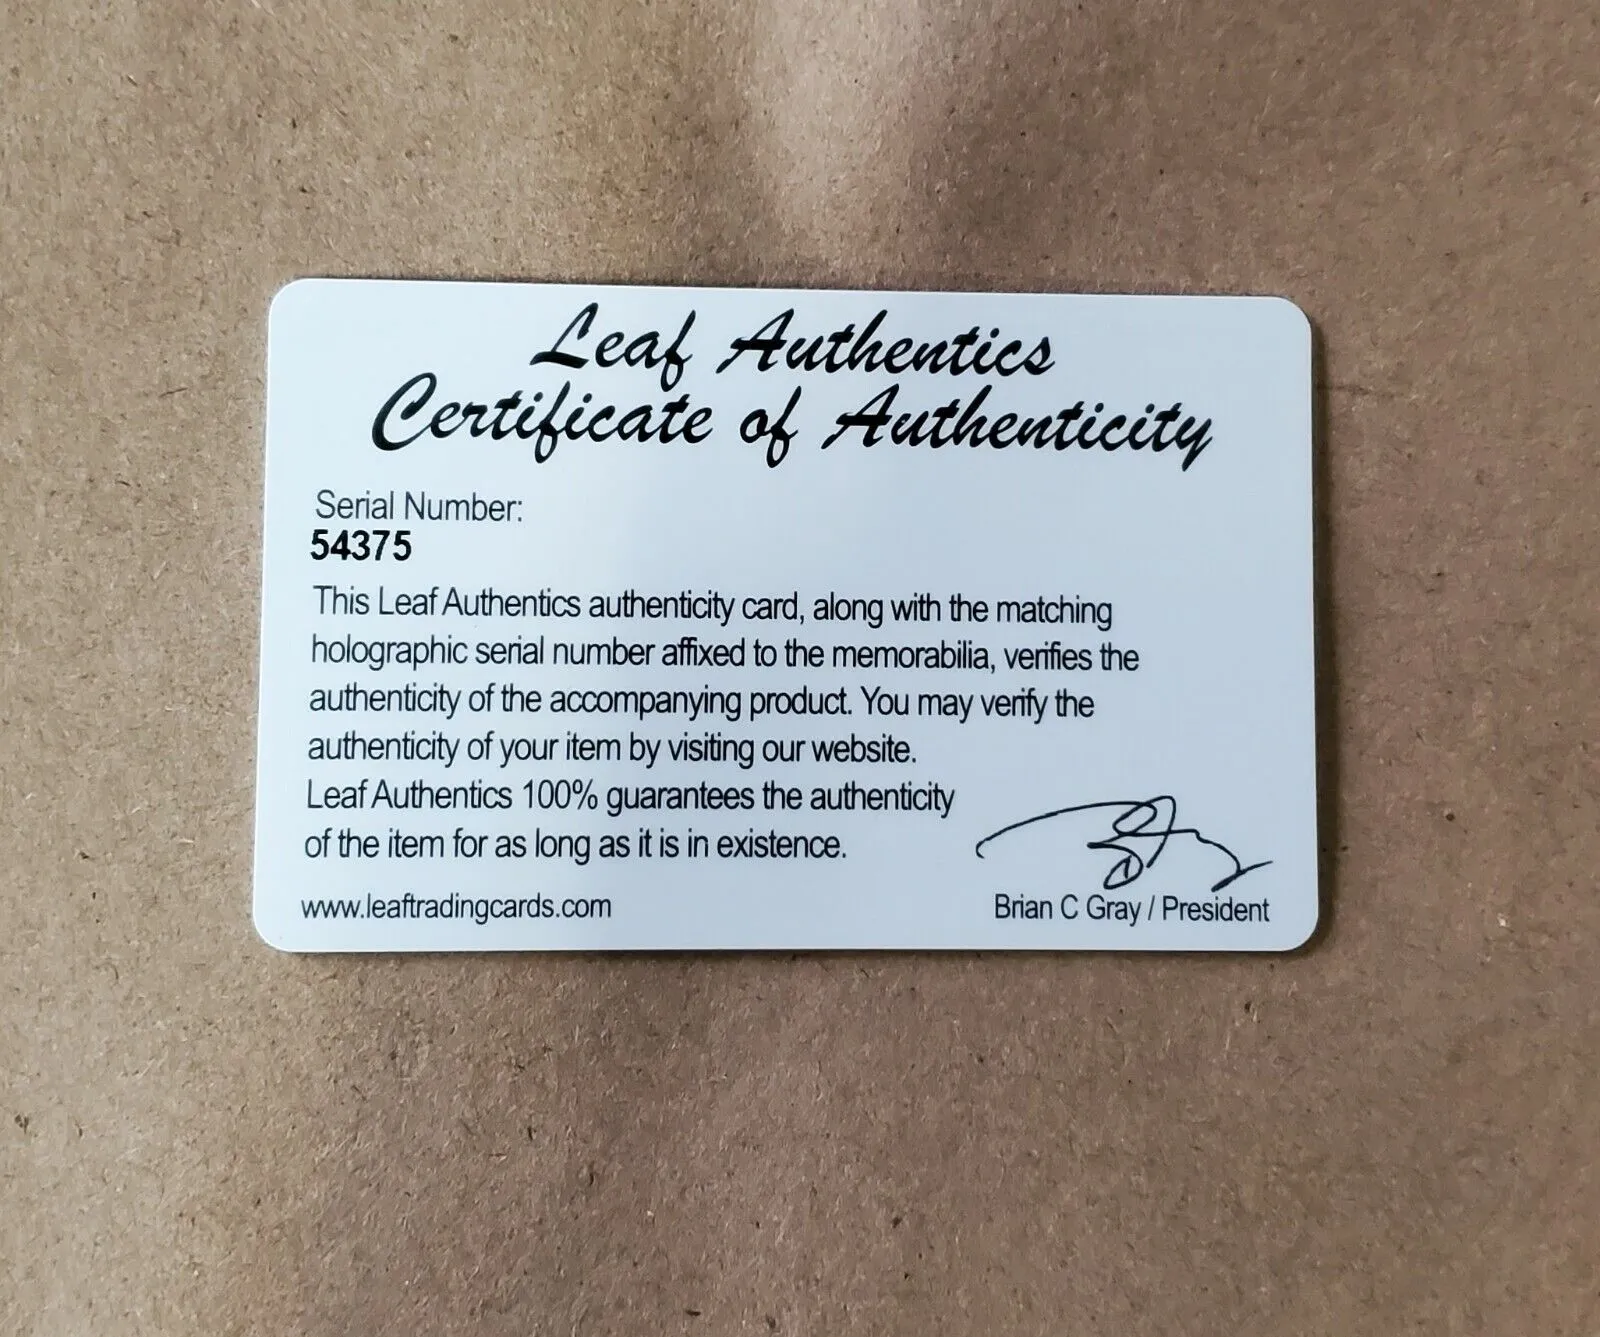 Leaf Authentics
Certificate of Authenticity
Serial Number:
54375
This Leaf Authentics authenticity card, along with the matching
holographic serial number affixed to the memorabilia, verifies the
authenticity of the accompanying product. You may verify the
authenticity of your item by visiting our website.
Leaf Authentics 100% guarantees the authenticity
of the item for as long as it is in existence.
www.leaftradingcards.com
Brian C Gray / President